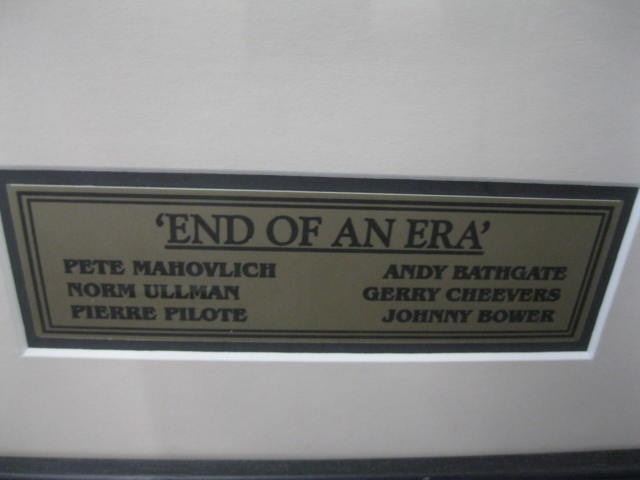 'END OF AN ERA'
PETE MAHOVLICH ANDY BATHGATE
NORM ULLMAN GERRY CHEEVERS
PIERRE PILOTE JOHNNY BOWER